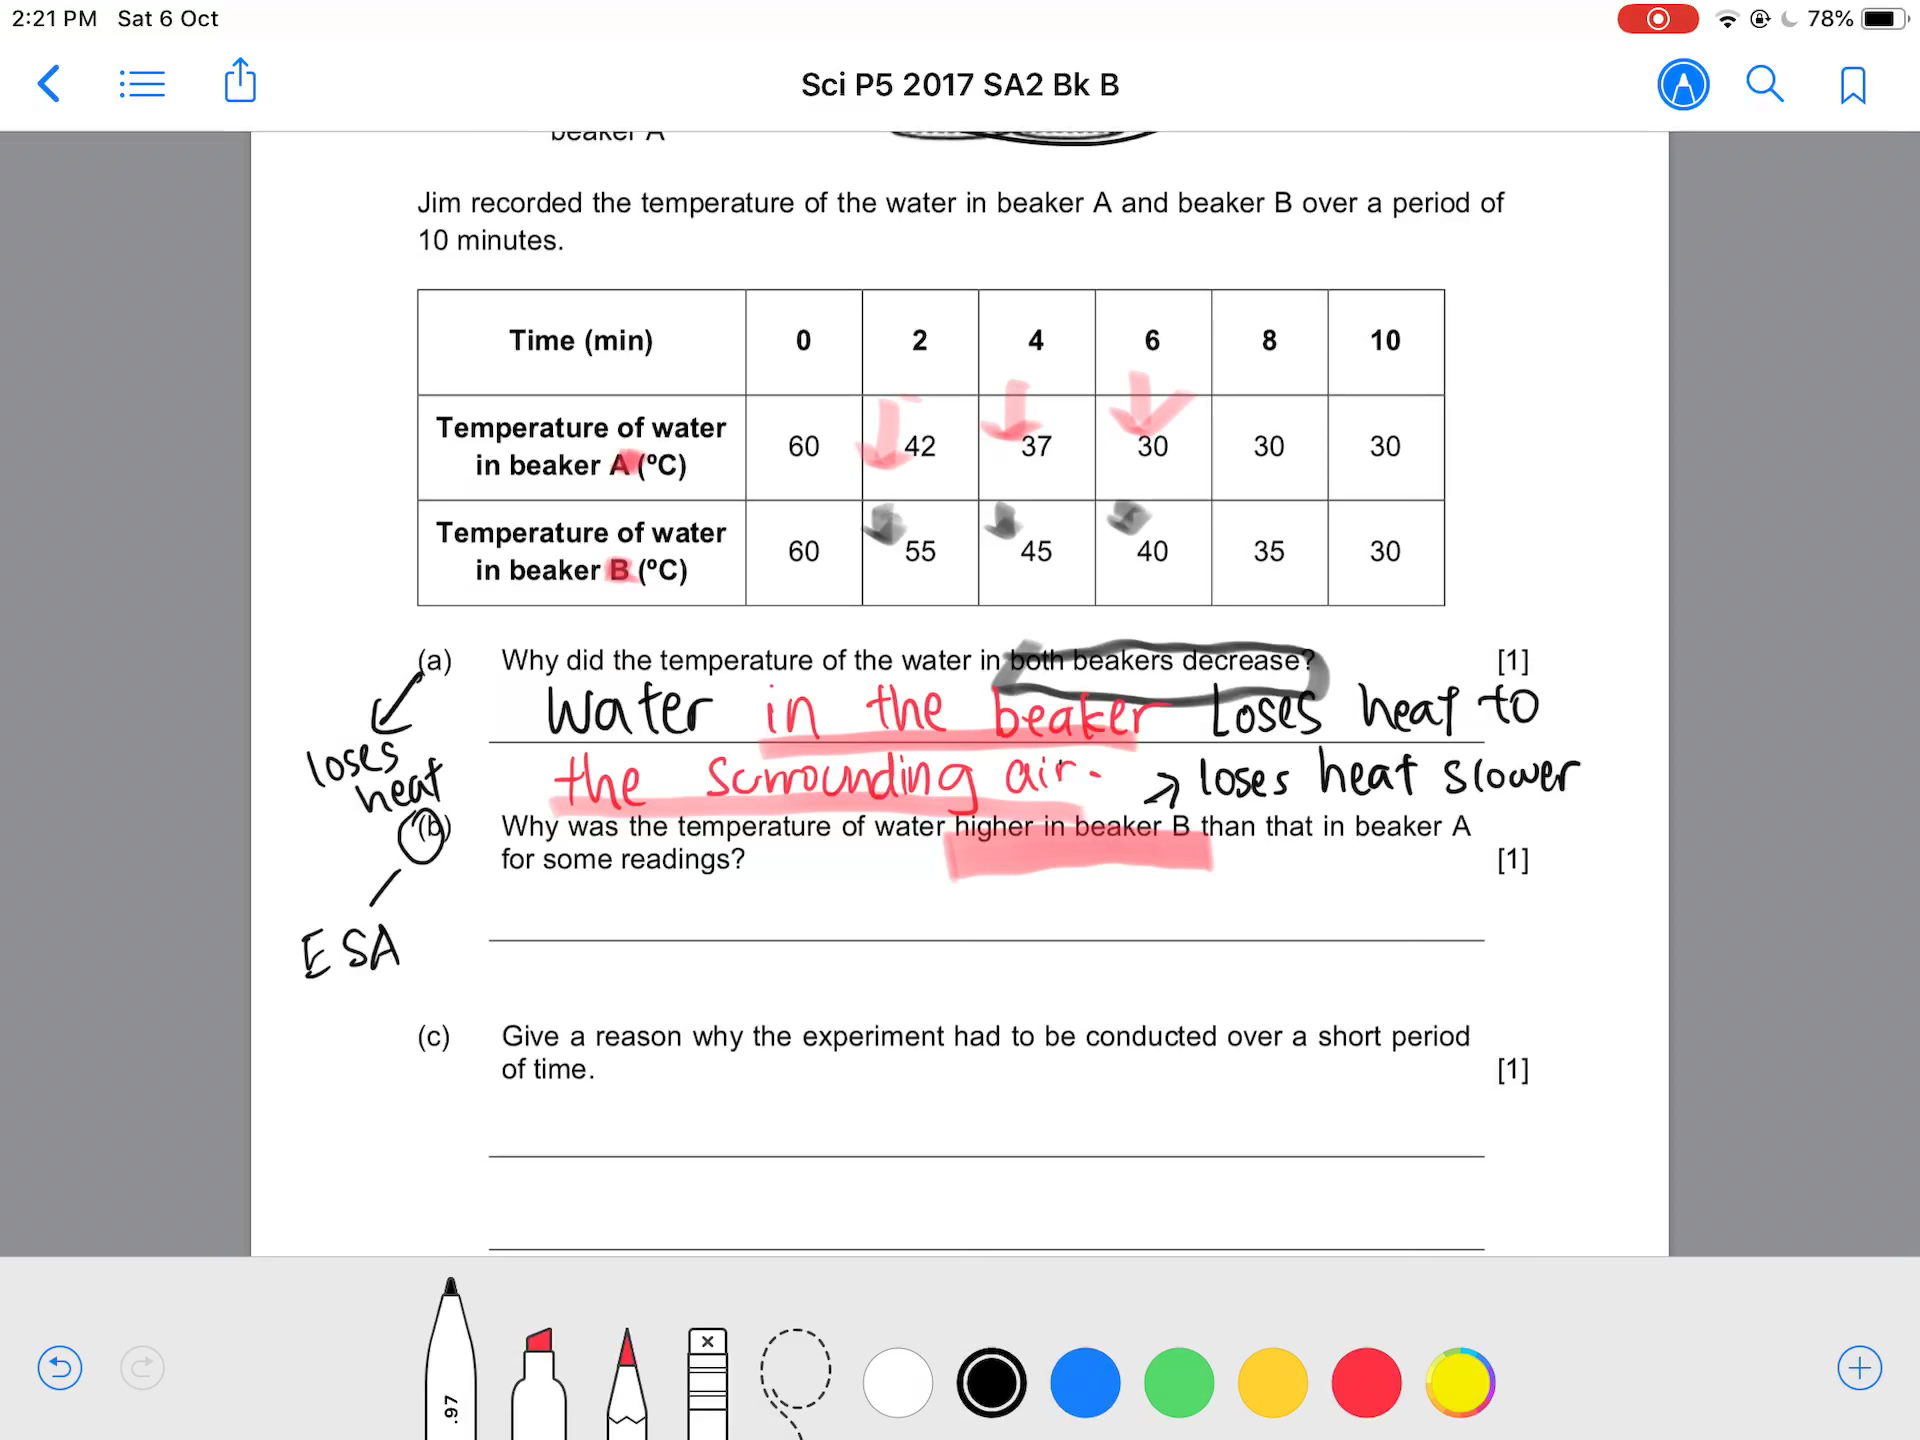 2:21 PM Sat 6 Oct
78%
Sci P5 2017 SA2 Bk B
beaker A
Jim recorded the temperature of the water in beaker A and beaker B over a period of
10 minutes.
Time (min) 0 2 4 6 8 10
Temperature of water in beaker A (ºC) 60 42 37 30 30 30
Temperature of water in beaker B (ºC) 60 55 45 40 35 30
(a) Why did the temperature of the water in both beakers decrease? [1]
Water in the beaker Loses heat to
the surrounding air.
loses heat
loses heat slower
(b) Why was the temperature of water higher in beaker B than that in beaker A
for some readings? [1]
ESA
(c) Give a reason why the experiment had to be conducted over a short period
of time. [1]
.97